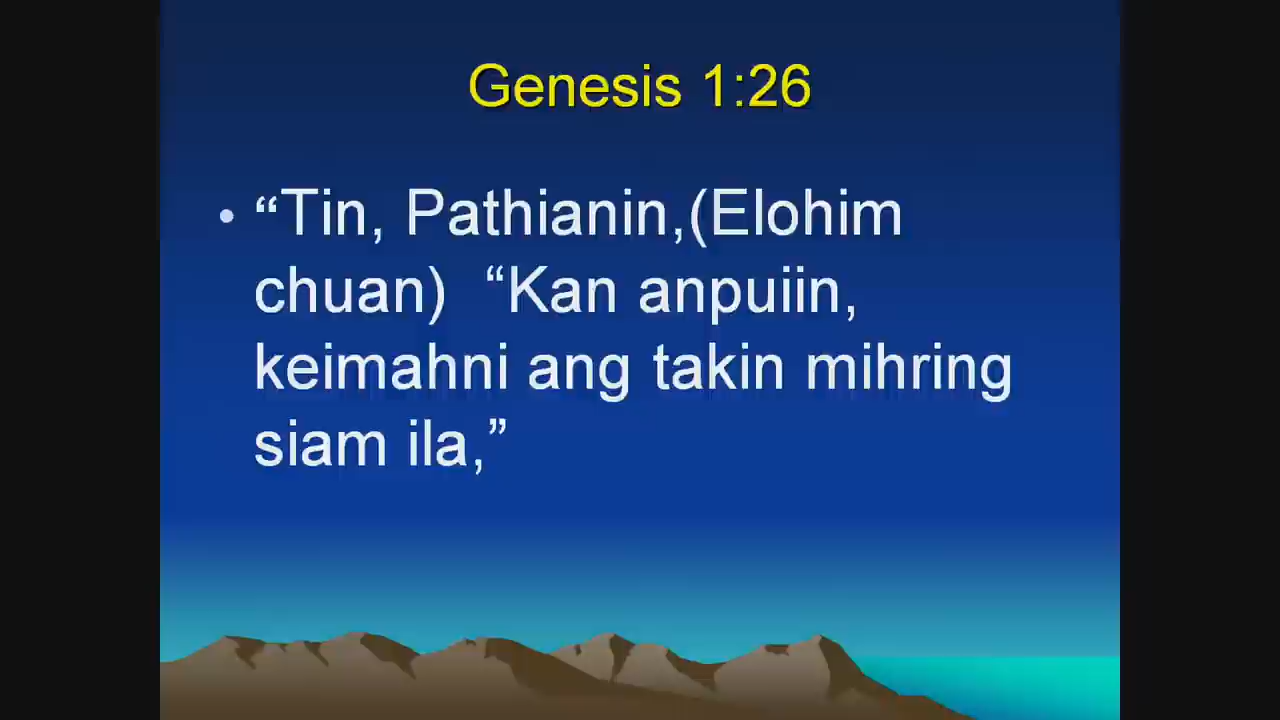 Genesis 1:26
• “Tin, Pathianin,(Elohim
chuan)  “Kan anpuiin,
keimahni ang takin mihring
siam ila,”